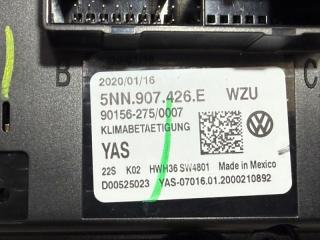 B
C
2020/01/16
5NN.907.426.E WZU
90156-275/0007
KLIMABETAETIGUNG
YAS
22S K02 HWH36 SW4801 Made in Mexico
D00525023 YAS-07016.01.2000210892